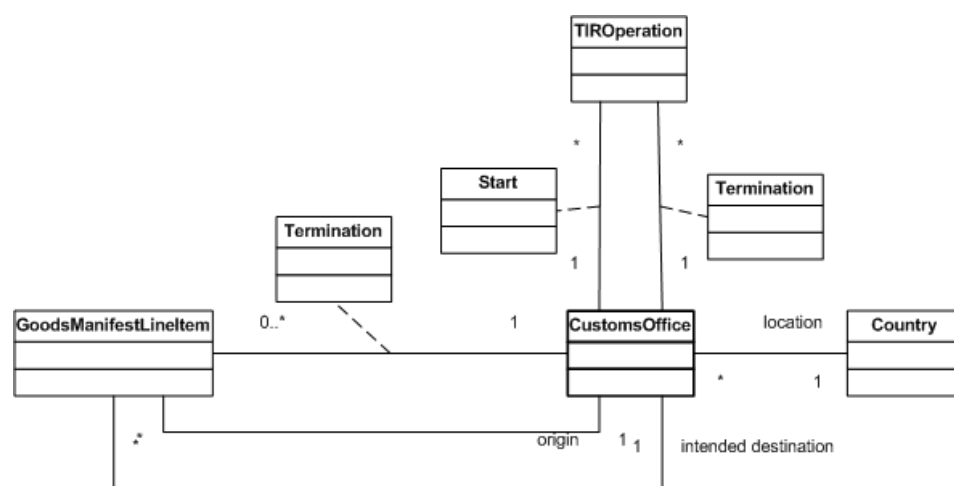 TIROperation
*
*
Start
Termination
Termination
1
1
GoodsManifestLineItem
0..*
1
CustomsOffice
location
Country
*
1
*
*
origin
1
1
intended destination